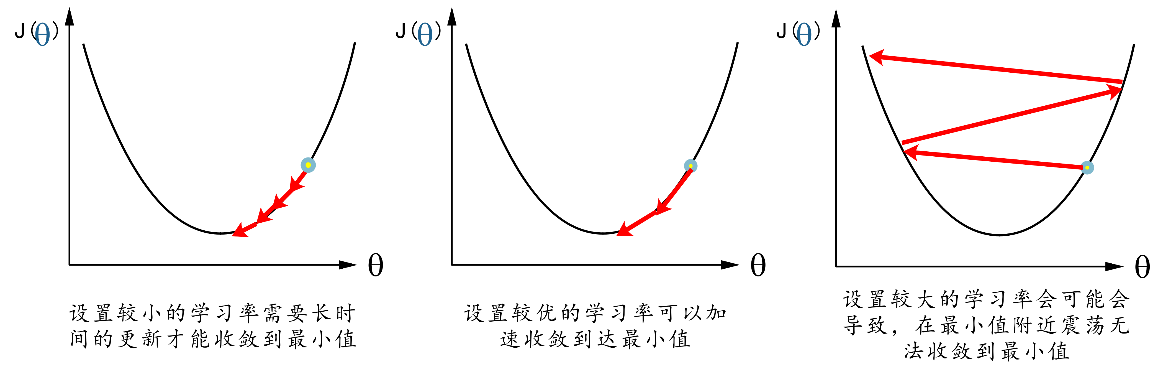 J(θ)
θ
设置较小的学习率需要长时
间的更新才能收敛到最小值
J(θ)
θ
设置较优的学习率可以加
速收敛到达最小值
J(θ)
θ
设置较大的学习率会可能会
导致，在最小值附近震荡无
法收敛到最小值